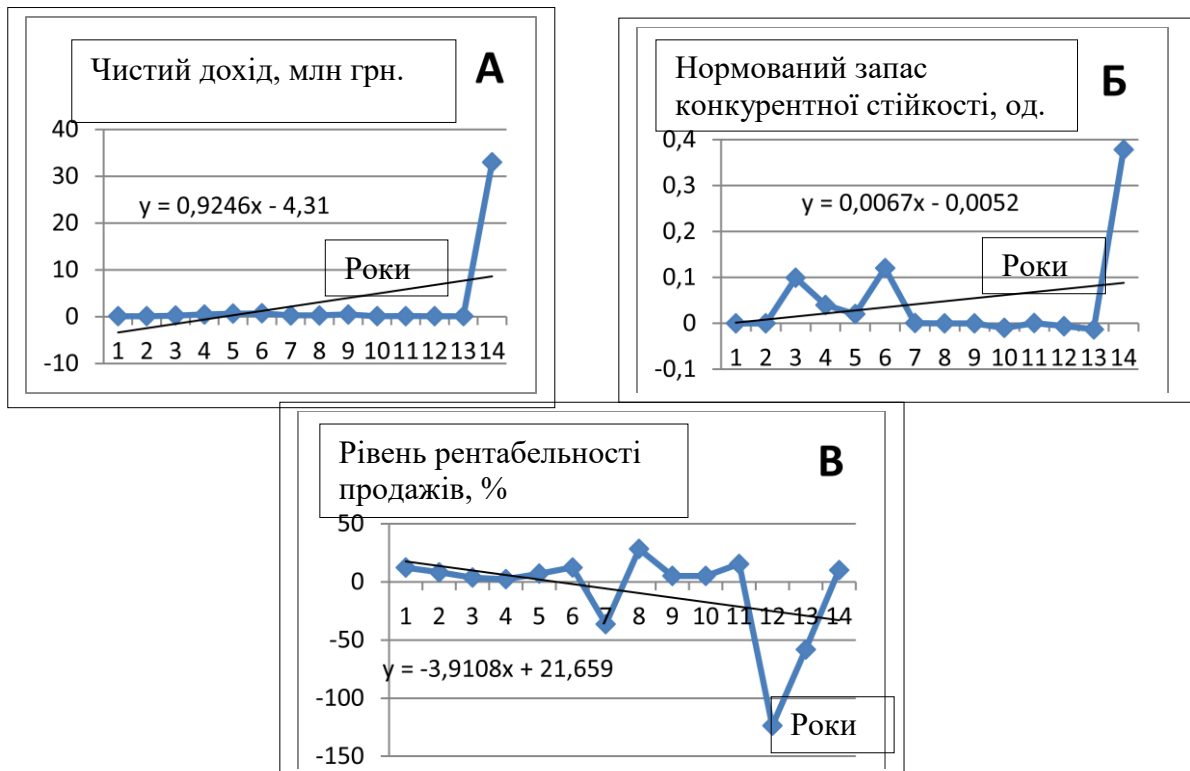 Чистий дохід, млн грн.
А
40
30
20
10
0
-10
y = 0,9246x - 4,31
Роки
1 2 3 4 5 6 7 8 9 10 11 12 13 14
Нормований запас
конкурентної стійкості, од.
Б
0,4
0,3
0,2
0,1
0
-0,1
y = 0,0067x - 0,0052
Роки
1 2 3 4 5 6 7 8 9 10 11 12 13 14
Рівень рентабельності
продажів, %
В
50
0
-50
-100
-150
1 2 3 4 5 6 7 8 9 10 11 12 13 14
y = -3,9108x + 21,659
Роки